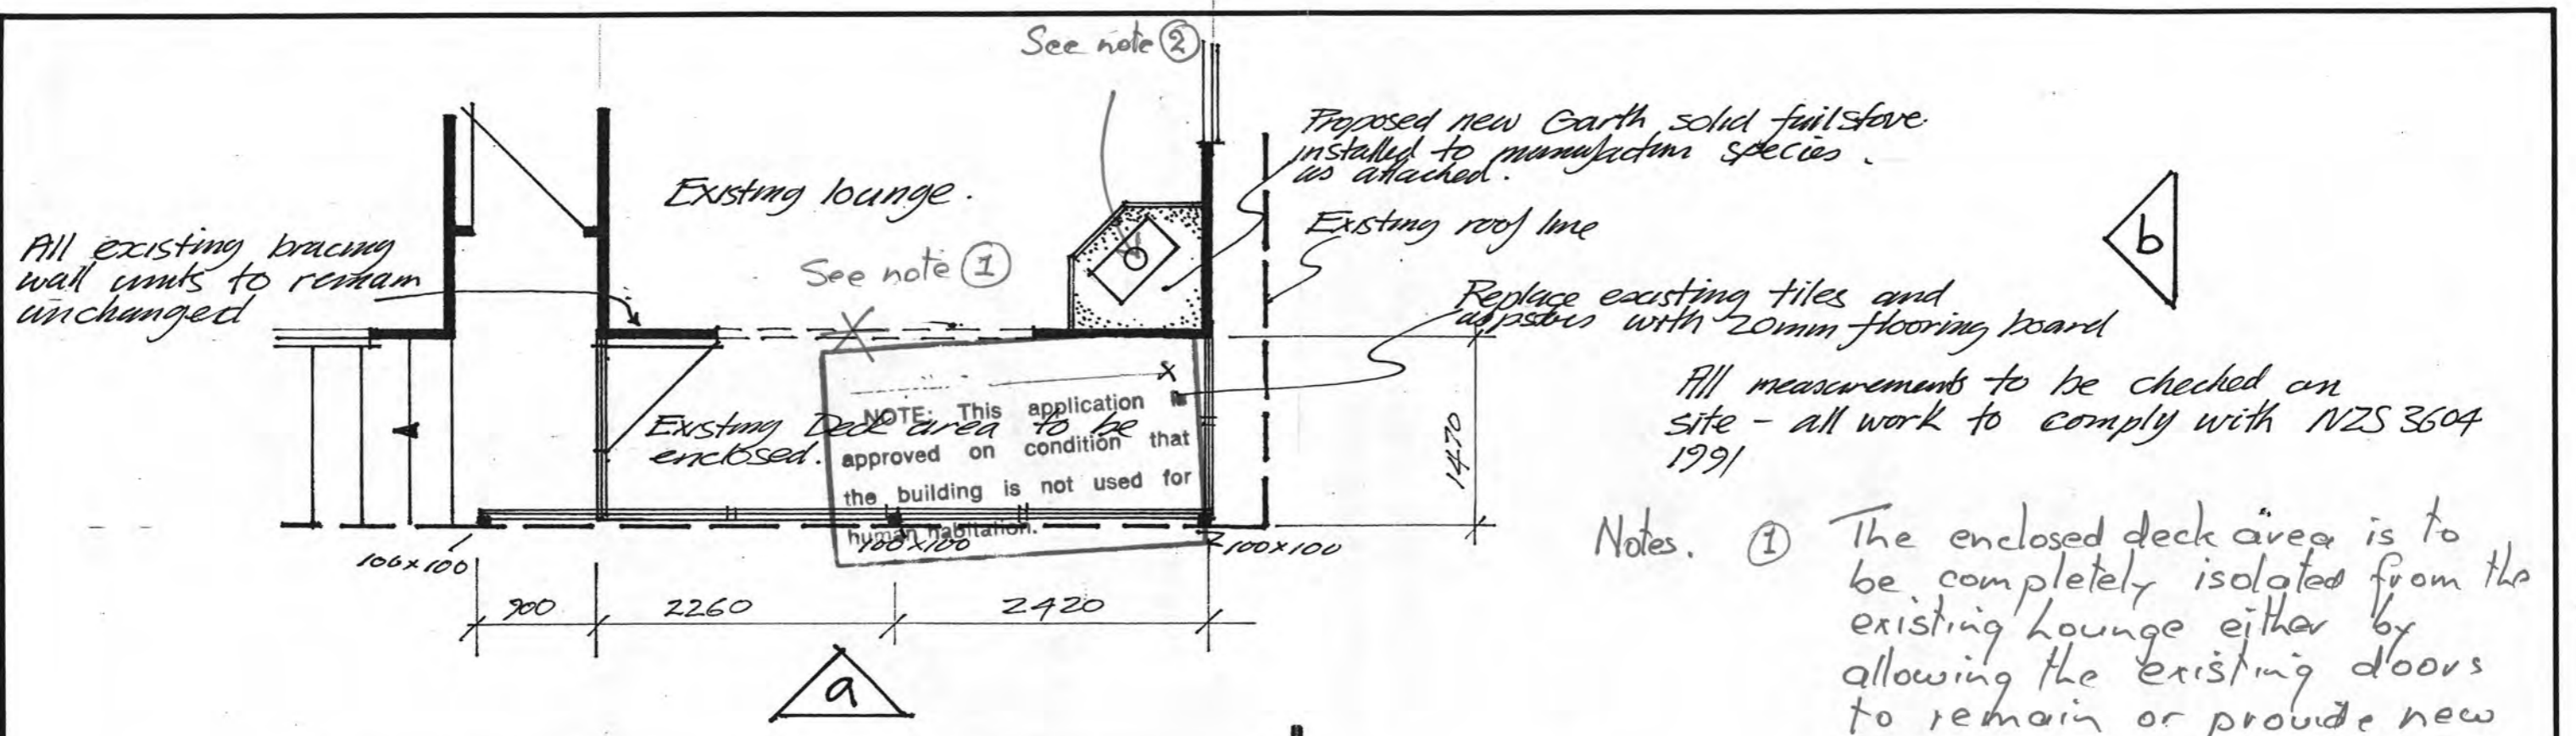 See note ②
Proposed new Garth solid fuilstove
installed to manufactm species.
as attached.
Existing lounge.
Existing roof line
All existing bracing
wall units to remain
unchanged
See note ①
b
Replace existing tiles and
with 20mm flooring board
x
NOTE: This application is
approved on condition that
the building is not used for
human habitation.
Existing Deck area to be
enclosed.
All measurements to be checked on
site - all work to comply with NZS 3604
1991
1470
100x100
100x100
100x100
900
2260
2420
a
Notes. ① The enclosed deck area is to
be completely isolated from the
existing Lounge either by
allowing the existing doors
to remain or provide new